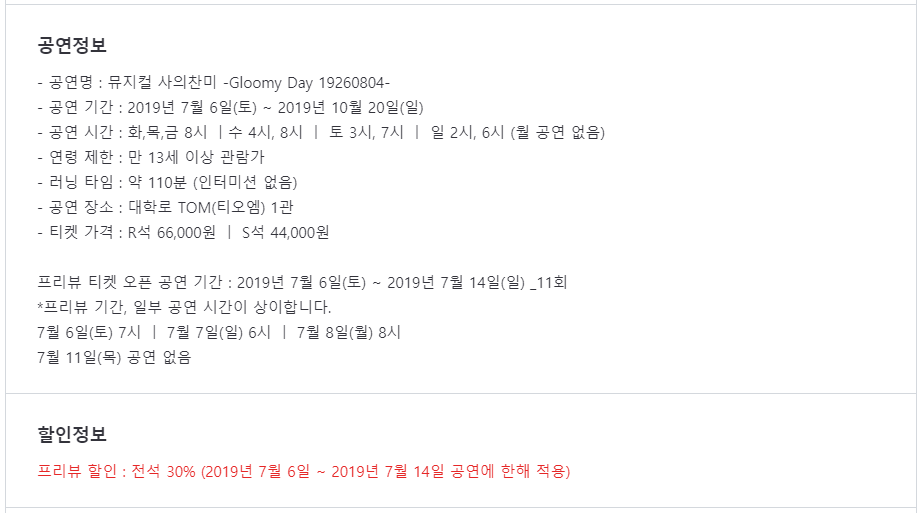 공연정보
- 공연명 : 뮤지컬 사의찬미 -Gloomy Day 19260804-
- 공연 기간 : 2019년 7월 6일(토) ~ 2019년 10월 20일(일)
- 공연 시간 : 화,목,금 8시 ㅣ수 4시, 8시 ㅣ 토 3시, 7시 ㅣ 일 2시, 6시 (월 공연 없음)
- 연령 제한 : 만 13세 이상 관람가
- 러닝 타임 : 약 110분 (인터미션 없음)
- 공연 장소 : 대학로 TOM(티오엠) 1관
- 티켓 가격 : R석 66,000원 ㅣ S석 44,000원
프리뷰 티켓 오픈 공연 기간 : 2019년 7월 6일(토) ~ 2019년 7월 14일(일) _11회
*프리뷰 기간, 일부 공연 시간이 상이합니다.
7월 6일(토) 7시 ㅣ 7월 7일(일) 6시 ㅣ 7월 8일(월) 8시
7월 11일(목) 공연 없음
할인정보
프리뷰 할인 : 전석 30% (2019년 7월 6일 ~ 2019년 7월 14일 공연에 한해 적용)